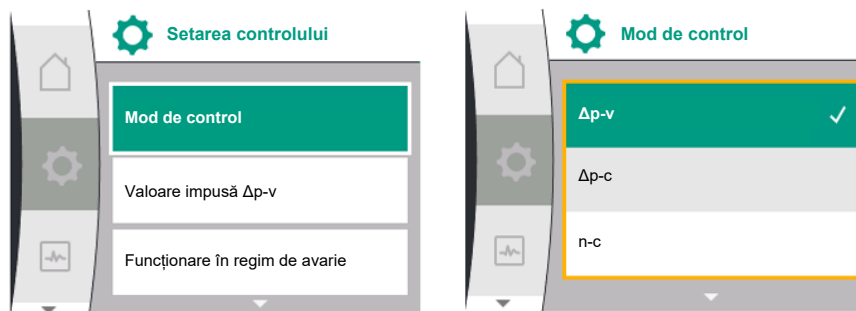 Setarea controlului
Mod de control
Valoare impusă Δp-v
Funcționare în regim de avarie
Mod de control
Δp-v
Δp-c
n-c